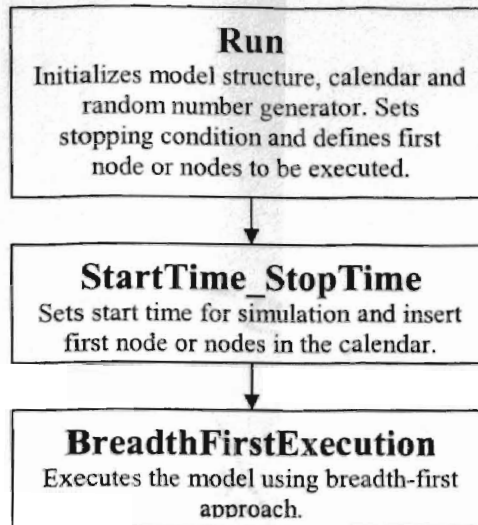 Run
Initializes model structure, calendar and
random number generator. Sets
stopping condition and defines first
node or nodes to be executed.
StartTime_StopTime
Sets start time for simulation and insert
first node or nodes in the calendar.
BreadthFirstExecution
Executes the model using breadth-first
approach.